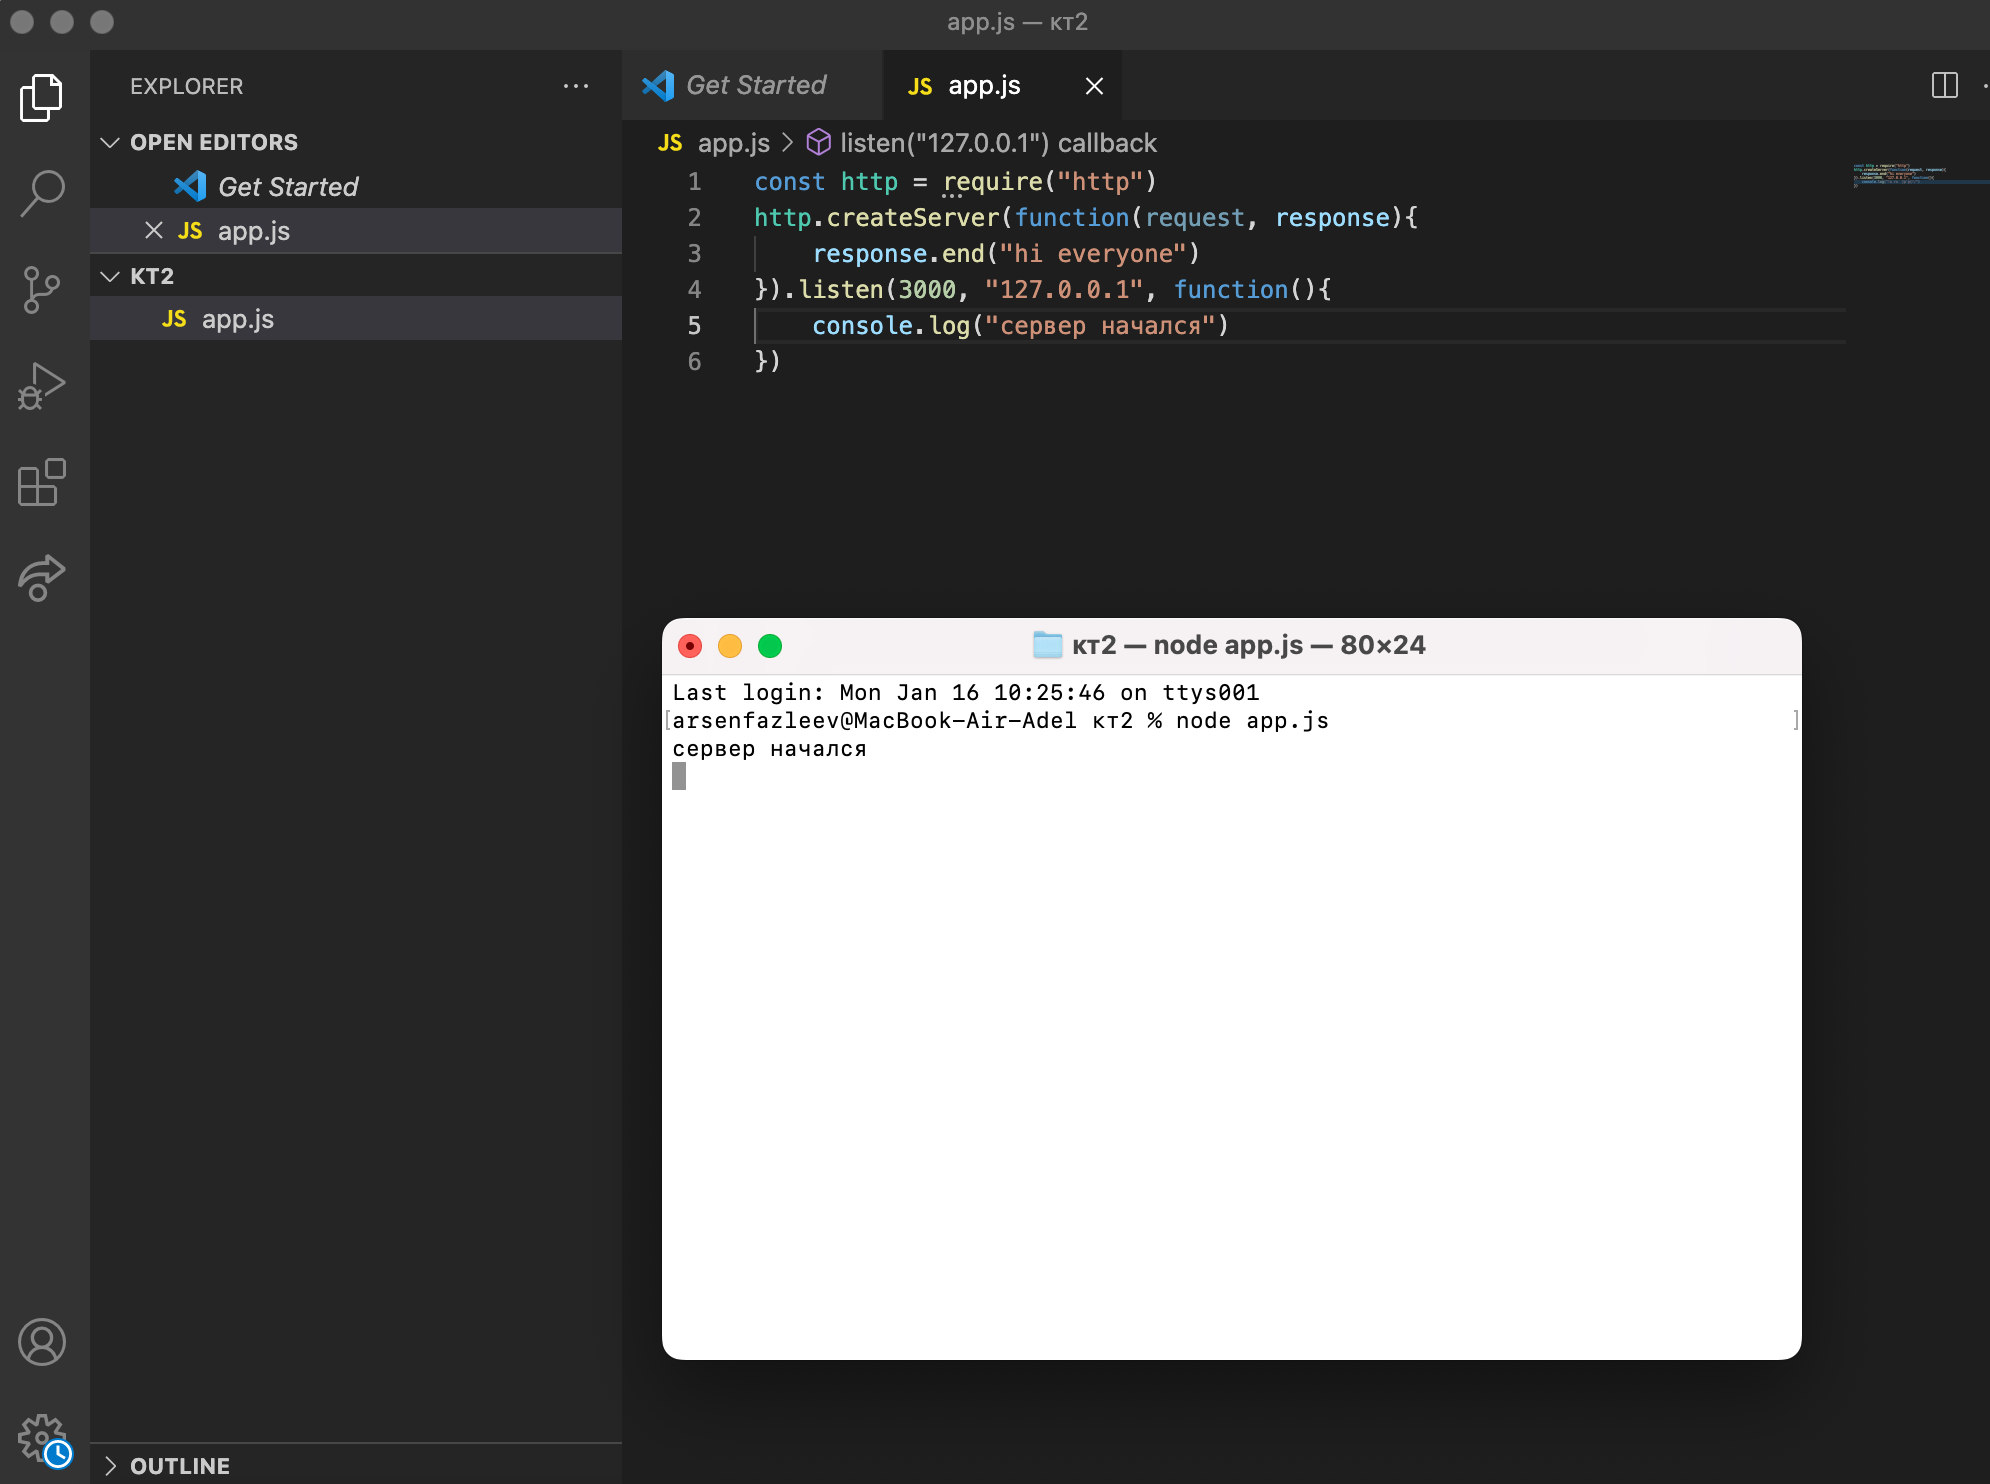 app.js — кт2
EXPLORER
OPEN EDITORS
Get Started
JS app.js
КТ2
JS app.js
OUTLINE
Get Started
JS app.js
JS app.js > listen("127.0.0.1") callback
1 const http = require("http")
2 http.createServer(function(request, response){
3 response.end("hi everyone")
4 }).listen(3000, "127.0.0.1", function(){
5 console.log("сервер начался")
6 })
кт2 — node app.js — 80×24
Last login: Mon Jan 16 10:25:46 on ttys001
[arsenfazleev@MacBook-Air-Adel кт2 % node app.js ]
сервер начался